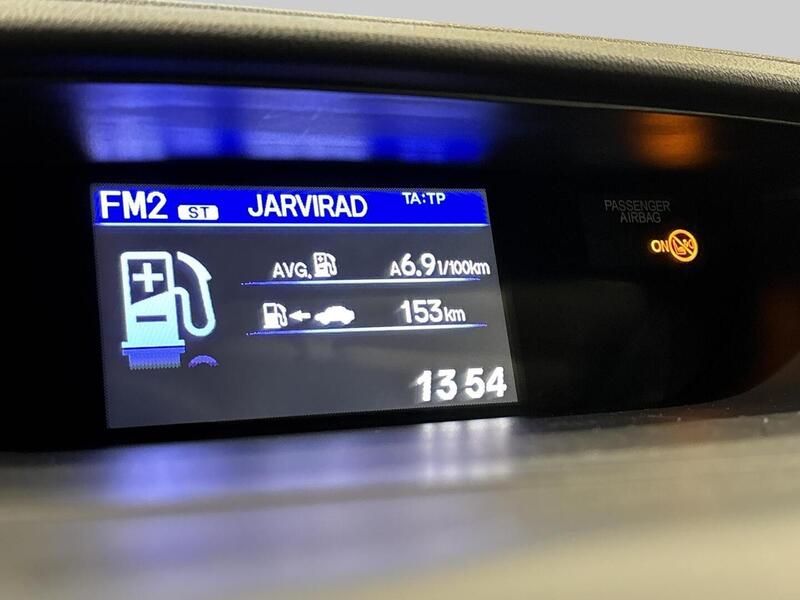 FM2 ST JARVIRAD TA:TP
AVG. A6.9 l/100km
153km
13 54
PASSENGER
AIRBAG
ON